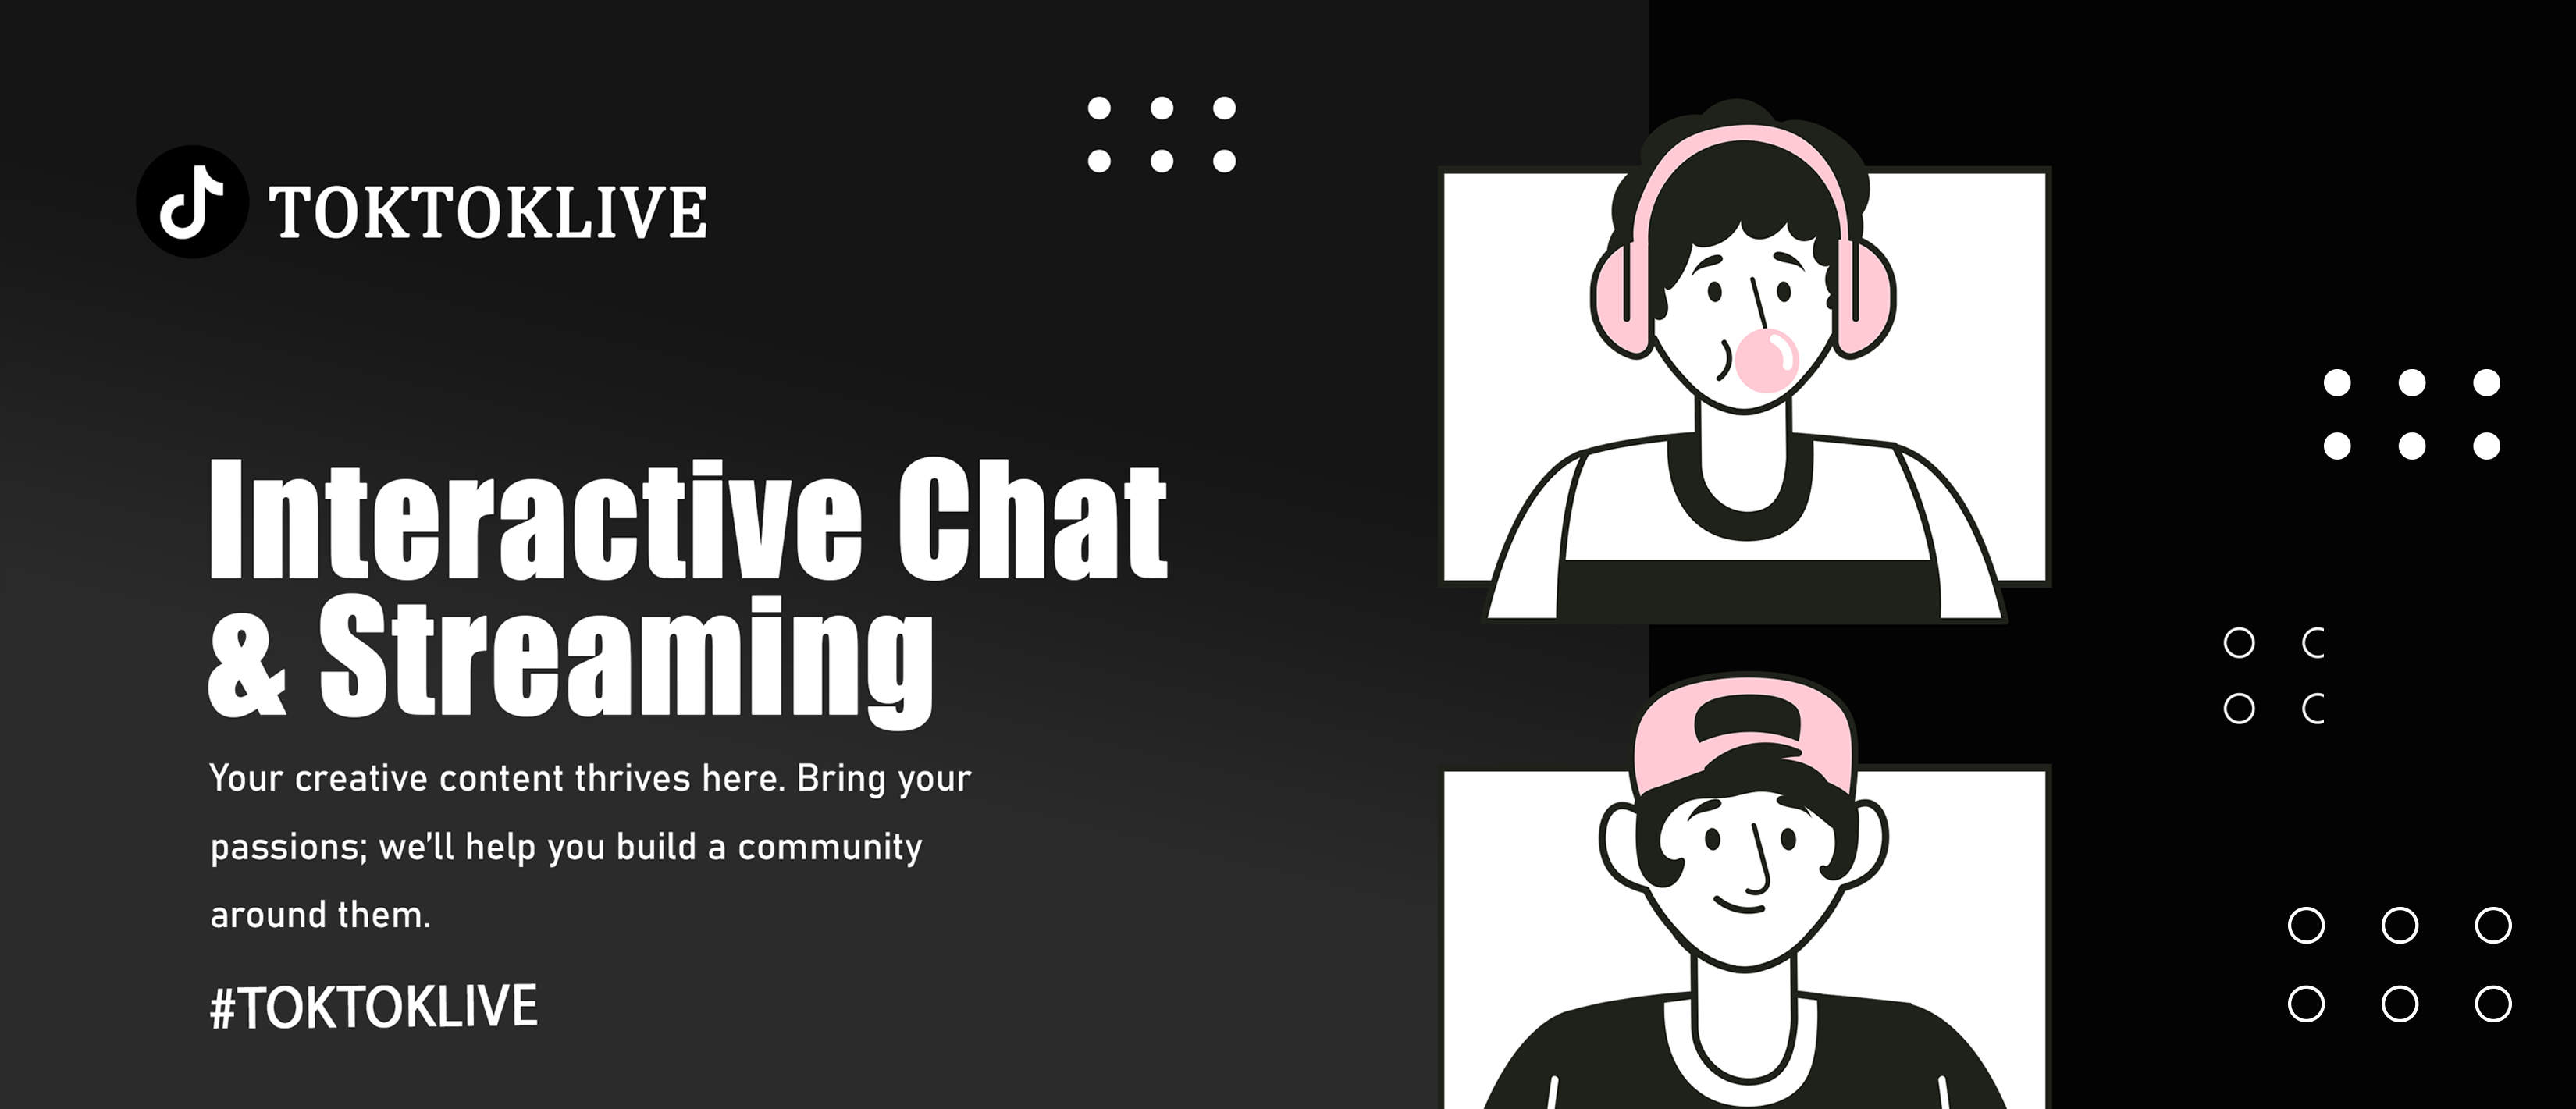 TOKTOKLIVE
Interactive Chat
& Streaming
Your creative content thrives here. Bring your
passions; we'll help you build a community
around them.
#TOKTOKLIVE